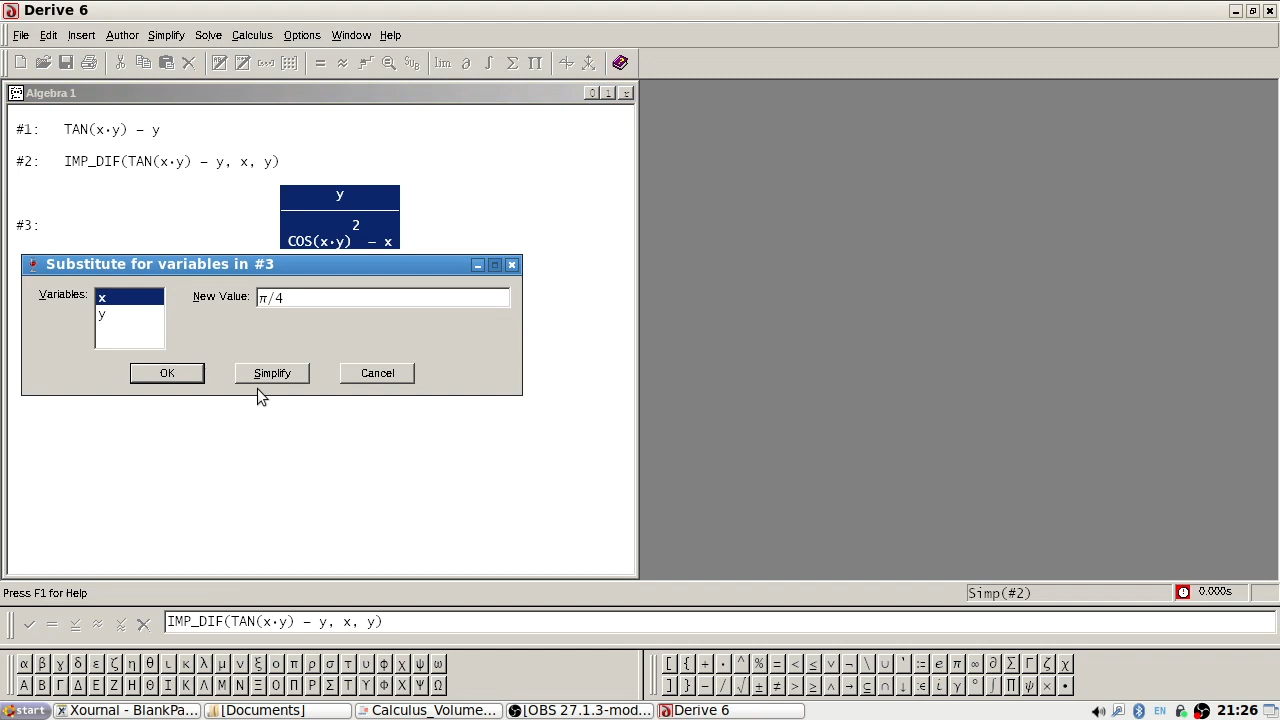 Derive 6
File Edit Insert Author Simplify Solve Calculus Options Window Help
= ≈ SUB lim ∂ ∫ ∑ ∏
Algebra 1
#1: TAN(x·y) − y
#2: IMP_DIF(TAN(x·y) − y, x, y)
#3:
y
2
COS(x·y) − x
Substitute for variables in #3
Variables: x New Value: π/4
y
OK Simplify Cancel
Press F1 for Help Simp(#2) 0.000s
IMP_DIF(TAN(x·y) − y, x, y)
α β γ δ ε ζ η θ ι κ λ μ ν ξ ο π ρ σ τ υ φ χ ψ ω [ { + · ^ % = < ≤ ∨ ¬ \ ∪ ' := e π ∞ ∂ ∑ Γ ζ χ
Α Β Γ Δ Ε Ζ Η Θ Ι Κ Λ Μ Ν Ξ Ο Π Ρ Σ Τ Υ Φ Χ Ψ Ω ] } − / √ ± ≠ > ≥ ∧ → ⊆ ∩ ↓ :∈ i γ ° ∫ ∏ ψ × •
start Xournal - BlankPa... [Documents] Calculus_Volume... [OBS 27.1.3-mod... Derive 6 EN 21:26